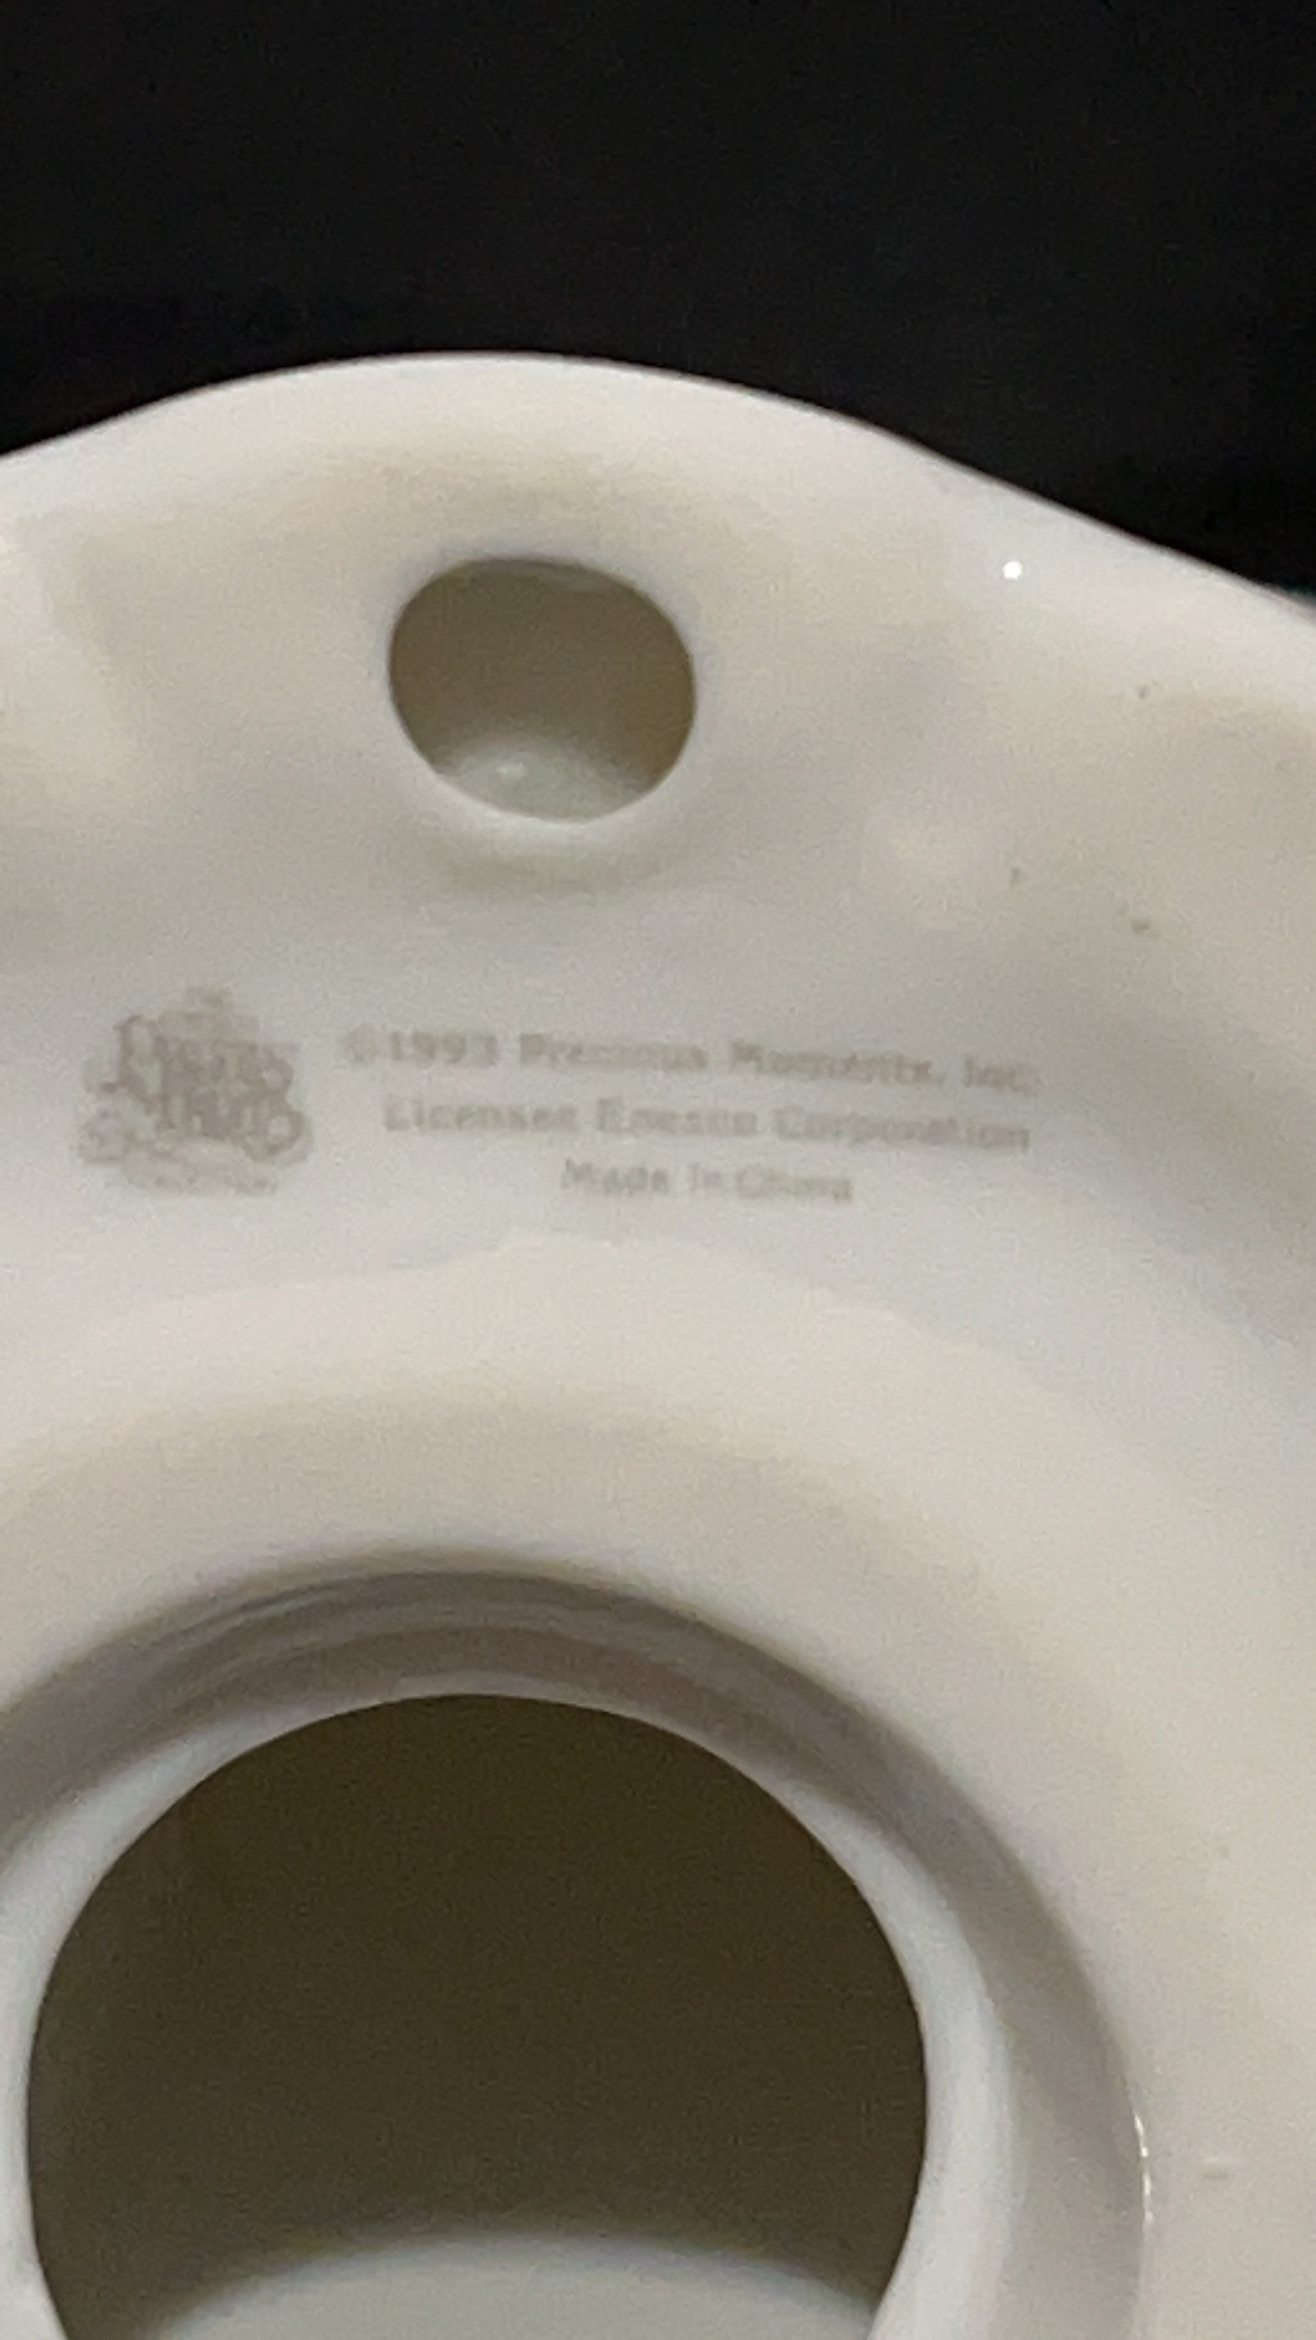 ©1993 Precious Moments, Inc.
Licensee Enesco Corporation
Made in China